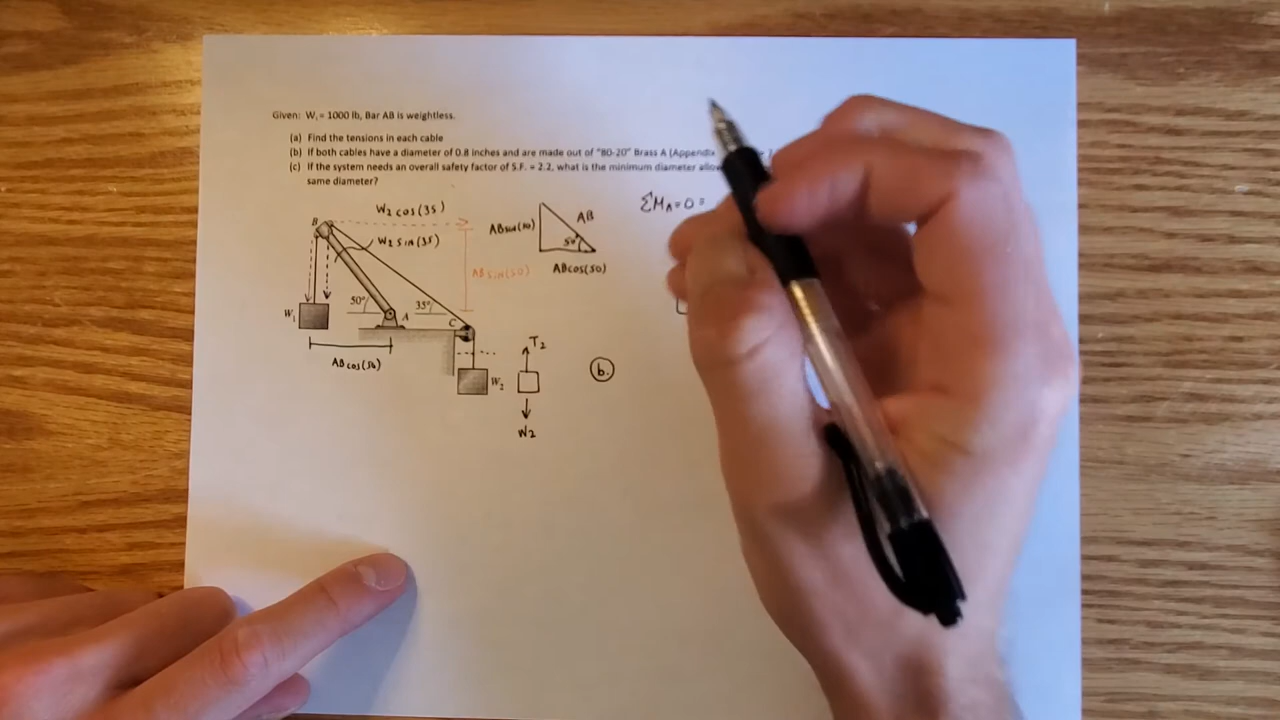 Given: W₁ = 1000 lb, Bar AB is weightless.
(a) Find the tensions in each cable
(b) If both cables have a diameter of 0.8 inches and are made out of "80-20" Brass A (Appendix
(c) If the system needs an overall safety factor of S.F. = 2.2, what is the minimum diameter
same diameter?
W₂ cos(35)
W₂ sin(35)
B
50°
A
35°
C
W₁
W₂
AB cos(50)
AB sin(50)
AB sin(50)
AB
50°
AB cos(50)
ΣM_A = 0 =
T₂
W₂
b.